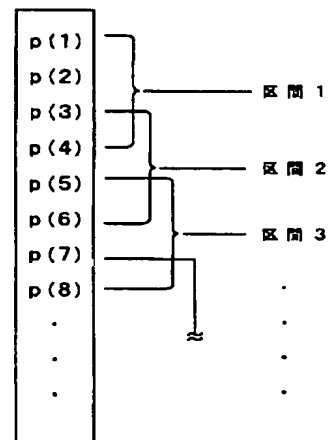 p(1)
p(2)
p(3)
p(4)
p(5)
p(6)
p(7)
p(8)
区間 1
区間 2
区間 3